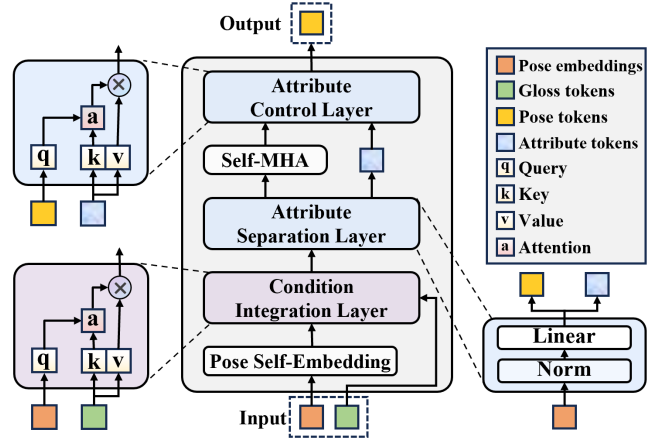 Output
Attribute
Control Layer
Self-MHA
Attribute
Separation Layer
Condition
Integration Layer
Pose Self-Embedding
Input
a
q
k
v
a
q
k
v
Pose embeddings
Gloss tokens
Pose tokens
Attribute tokens
q Query
k Key
v Value
a Attention
Linear
Norm